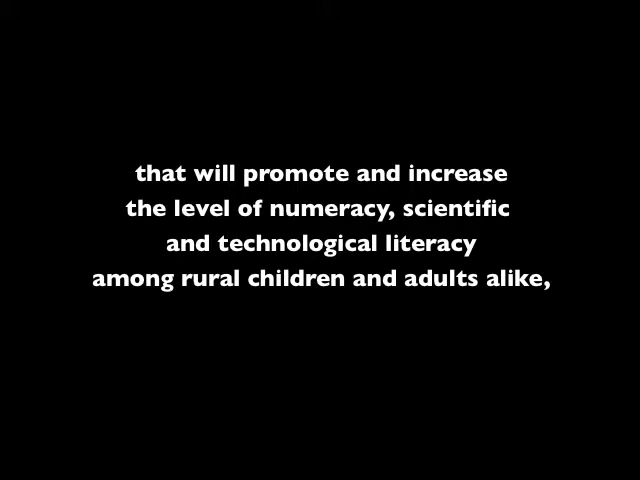 that will promote and increase
the level of numeracy, scientific
and technological literacy
among rural children and adults alike,